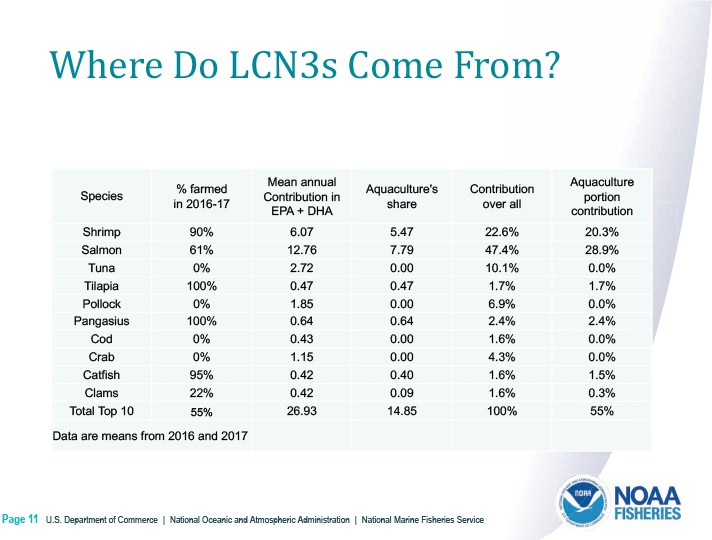 Where Do LCN3s Come From?
Species % farmed in 2016-17 Mean annual Contribution in EPA + DHA Aquaculture's share Contribution over all Aquaculture portion contribution
Shrimp 90% 6.07 5.47 22.6% 20.3%
Salmon 61% 12.76 7.79 47.4% 28.9%
Tuna 0% 2.72 0.00 10.1% 0.0%
Tilapia 100% 0.47 0.47 1.7% 1.7%
Pollock 0% 1.85 0.00 6.9% 0.0%
Pangasius 100% 0.64 0.64 2.4% 2.4%
Cod 0% 0.43 0.00 1.6% 0.0%
Crab 0% 1.15 0.00 4.3% 0.0%
Catfish 95% 0.42 0.40 1.6% 1.5%
Clams 22% 0.42 0.09 1.6% 0.3%
Total Top 10 55% 26.93 14.85 100% 55%
Data are means from 2016 and 2017
NOAA
NOAA
FISHERIES
Page 11 U.S. Department of Commerce | National Oceanic and Atmospheric Administration | National Marine Fisheries Service